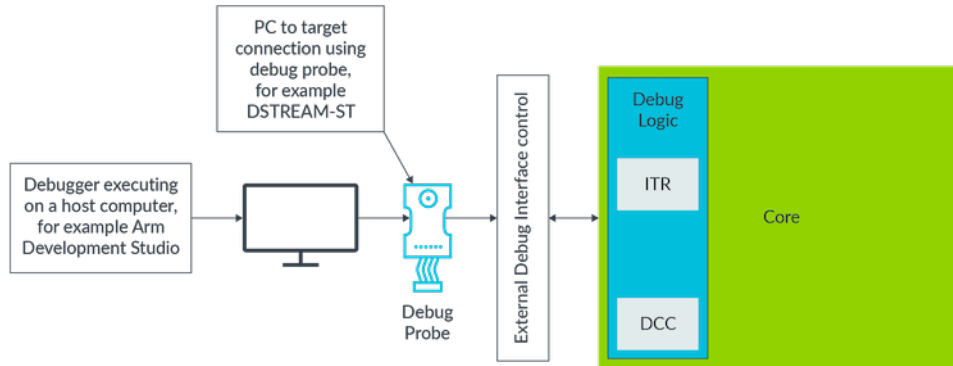 PC to target
connection using
debug probe,
for example
DSTREAM-ST
Debugger executing
on a host computer,
for example Arm
Development Studio
Debug
Probe
External Debug Interface control
Debug
Logic
ITR
DCC
Core